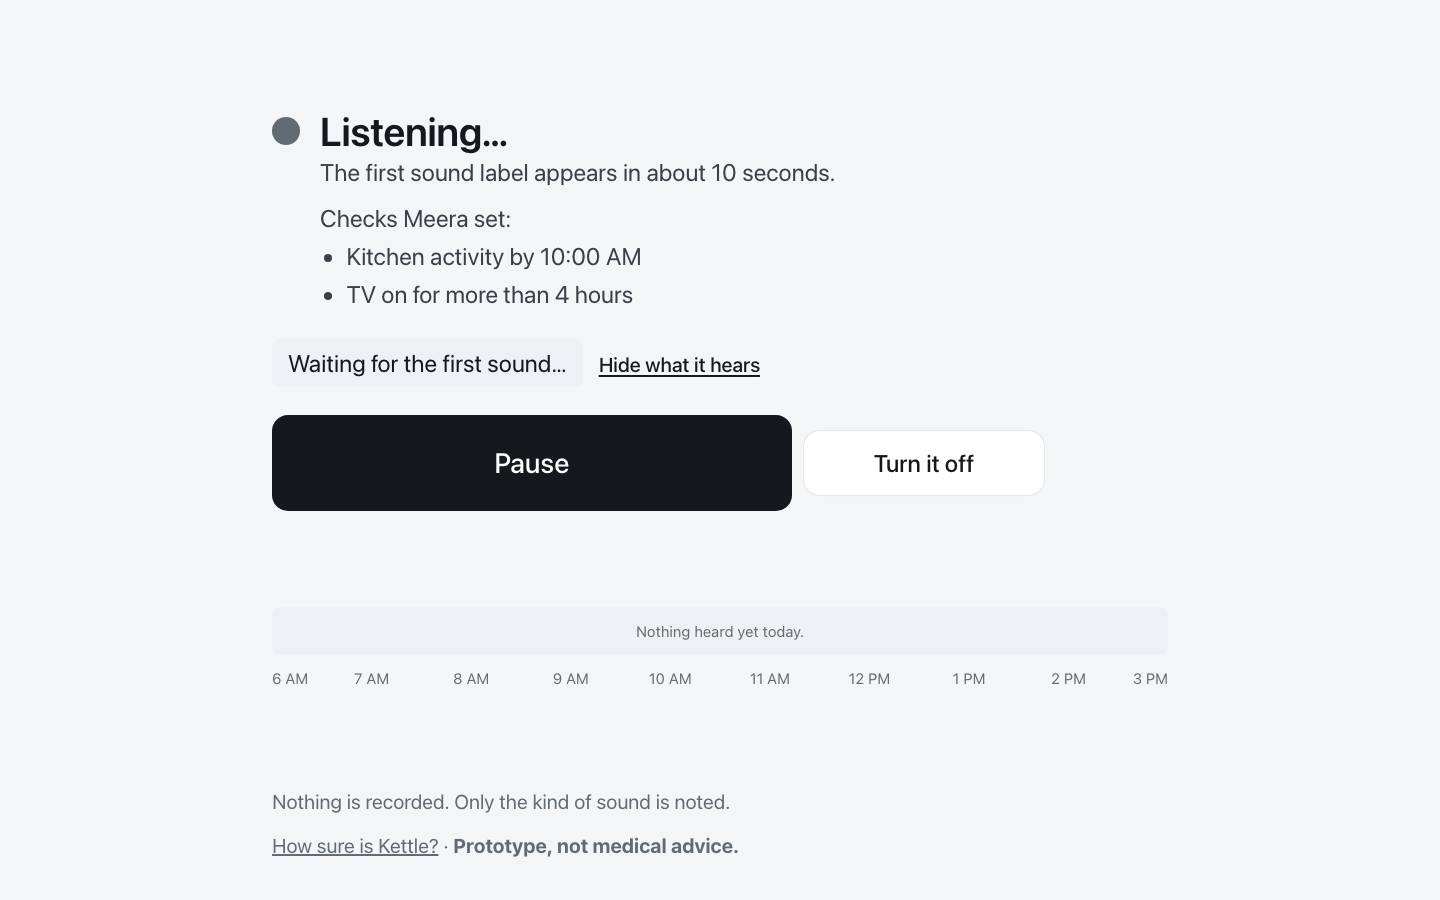 Listening...
The first sound label appears in about 10 seconds.
Checks Meera set:
• Kitchen activity by 10:00 AM
• TV on for more than 4 hours
Waiting for the first sound... Hide what it hears
Pause Turn it off
Nothing heard yet today.
6 AM 7 AM 8 AM 9 AM 10 AM 11 AM 12 PM 1 PM 2 PM 3 PM
Nothing is recorded. Only the kind of sound is noted.
How sure is Kettle? · Prototype, not medical advice.